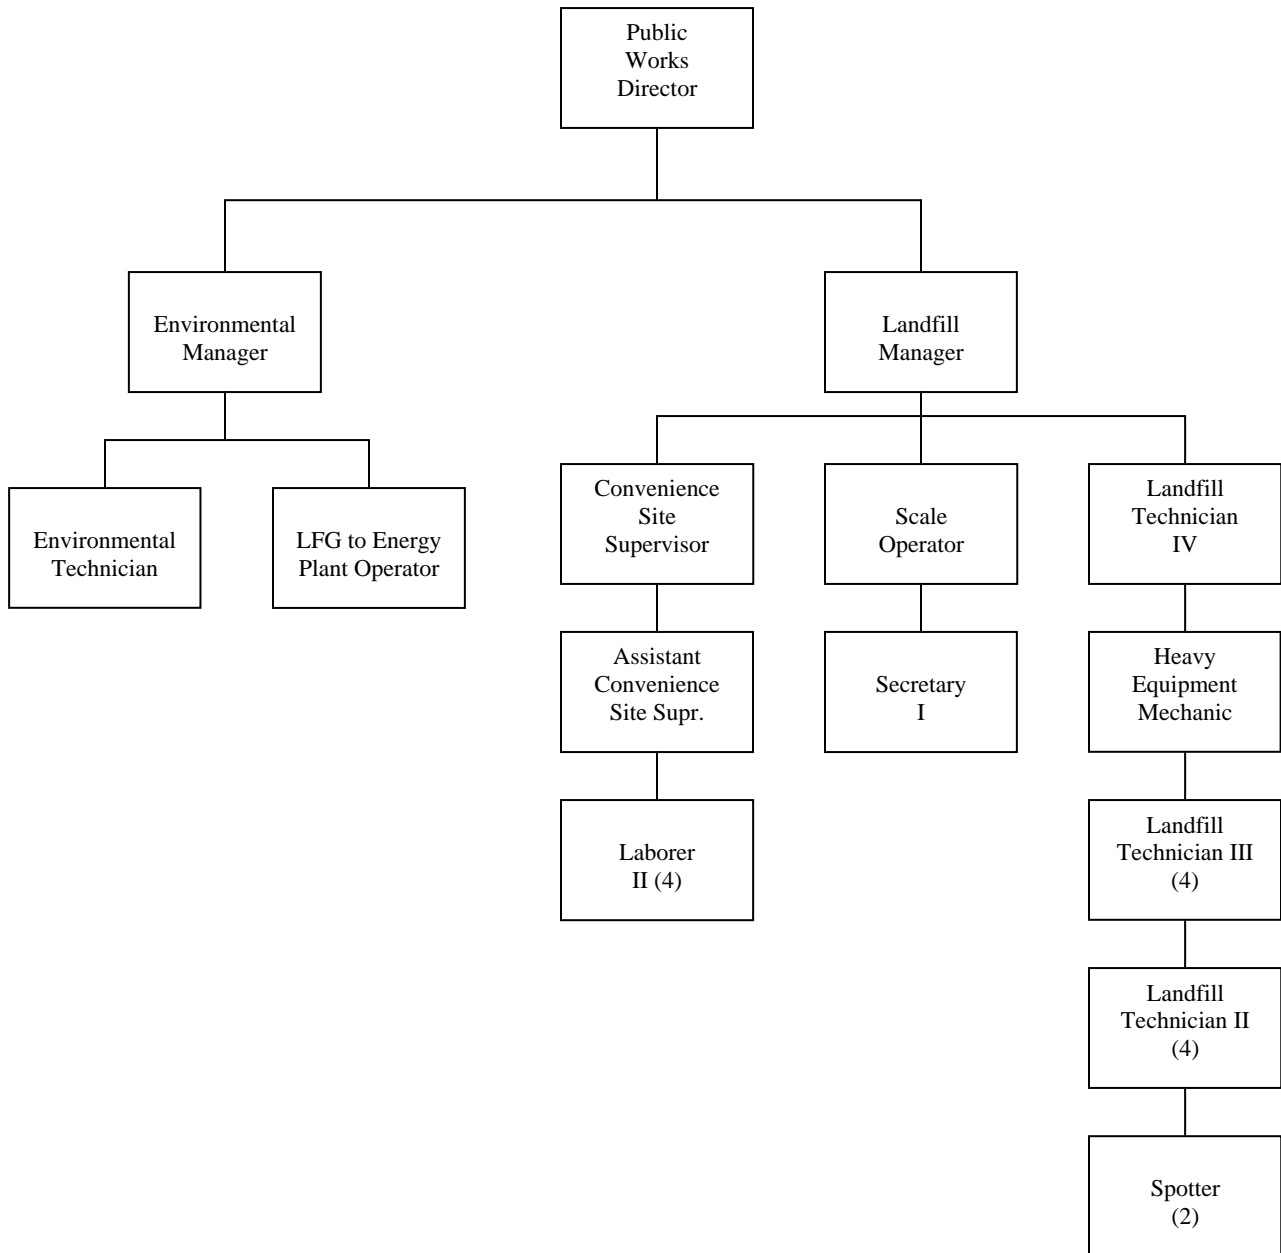 Public
Works
Director
Environmental
Manager
Landfill
Manager
Environmental
Technician
LFG to Energy
Plant Operator
Convenience
Site
Supervisor
Scale
Operator
Landfill
Technician
IV
Assistant
Convenience
Site Supr.
Secretary
I
Heavy
Equipment
Mechanic
Laborer
II (4)
Landfill
Technician III
(4)
Landfill
Technician II
(4)
Spotter
(2)